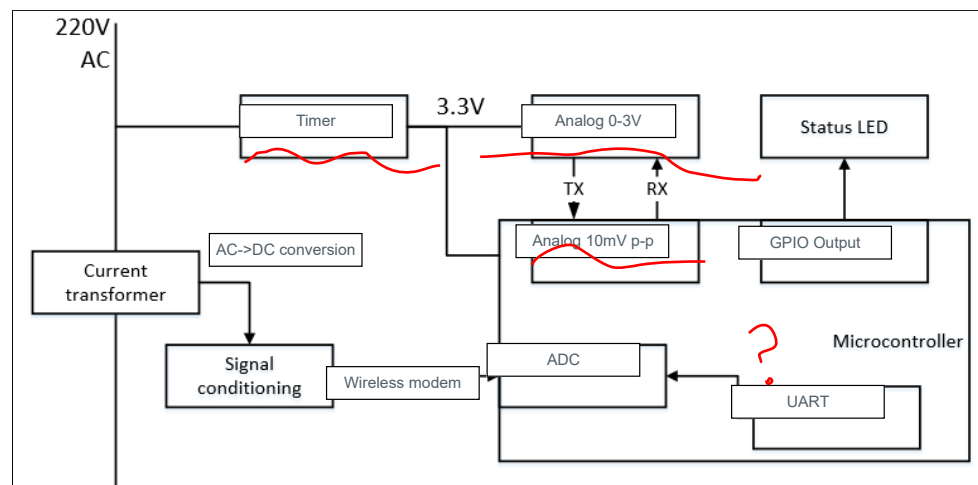 220V
AC
Timer
3.3V
Analog 0-3V
Status LED
TX
RX
Analog 10mV p-p
GPIO Output
AC->DC conversion
Current
transformer
Microcontroller
Signal
conditioning
Wireless modem
ADC
?
UART